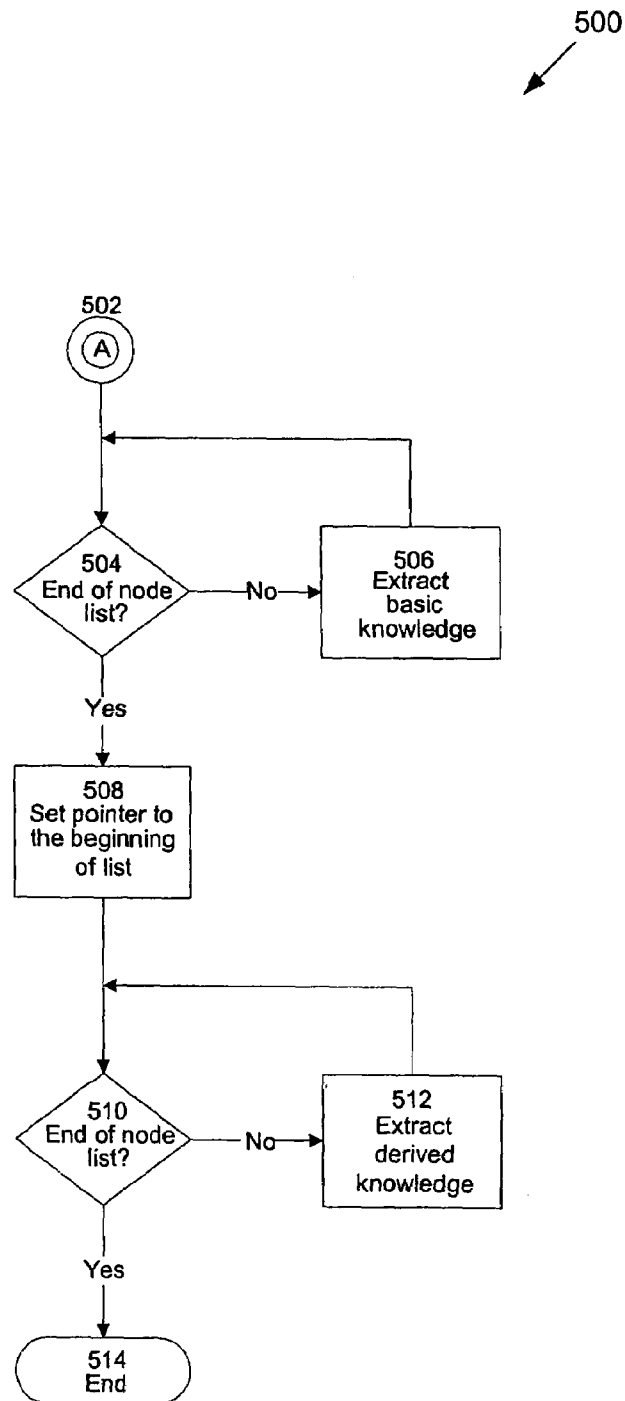 500
502
A
504
End of node
list?
No
506
Extract
basic
knowledge
Yes
508
Set pointer to
the beginning
of list
510
End of node
list?
No
512
Extract
derived
knowledge
Yes
514
End